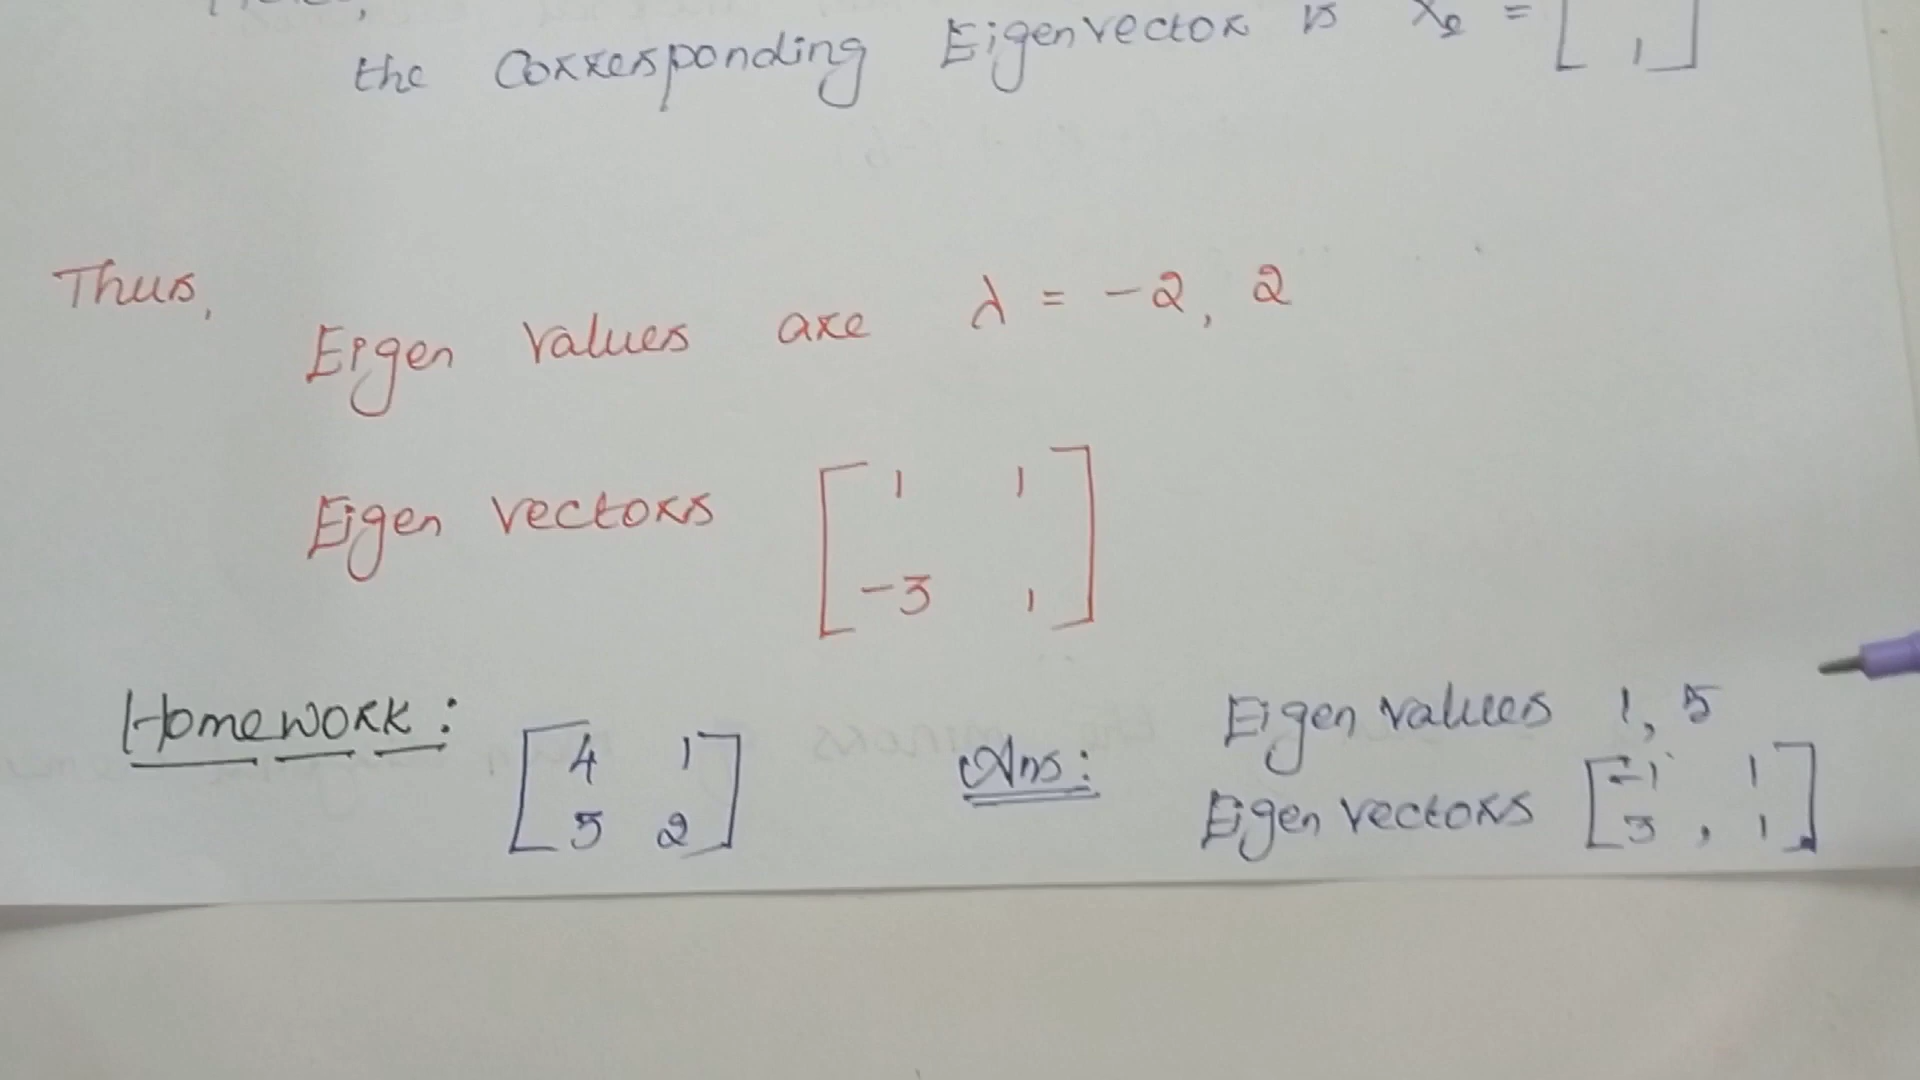 the Corresponding Eigenvector is X₂ = [ 1 ]
Thus,
Eigen values are λ = -2, 2
Eigen vectors [ 1 1
-3 1 ]
Homework: [ 4 1
5 2 ]
Ans: Eigen values 1, 5
Eigen vectors [ -1 1
3 , 1 ]